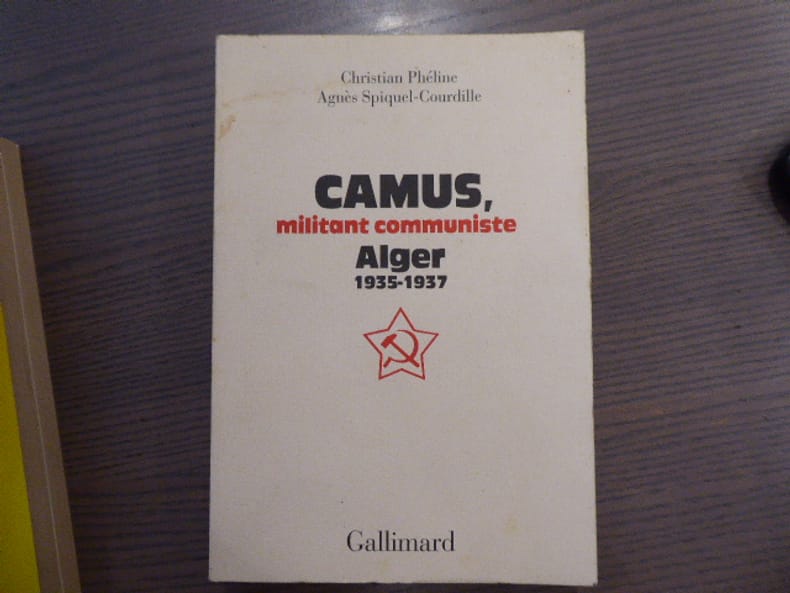 Christian Phéline
Agnès Spiquel-Courdille
CAMUS,
militant communiste
Alger
1935-1937
Gallimard